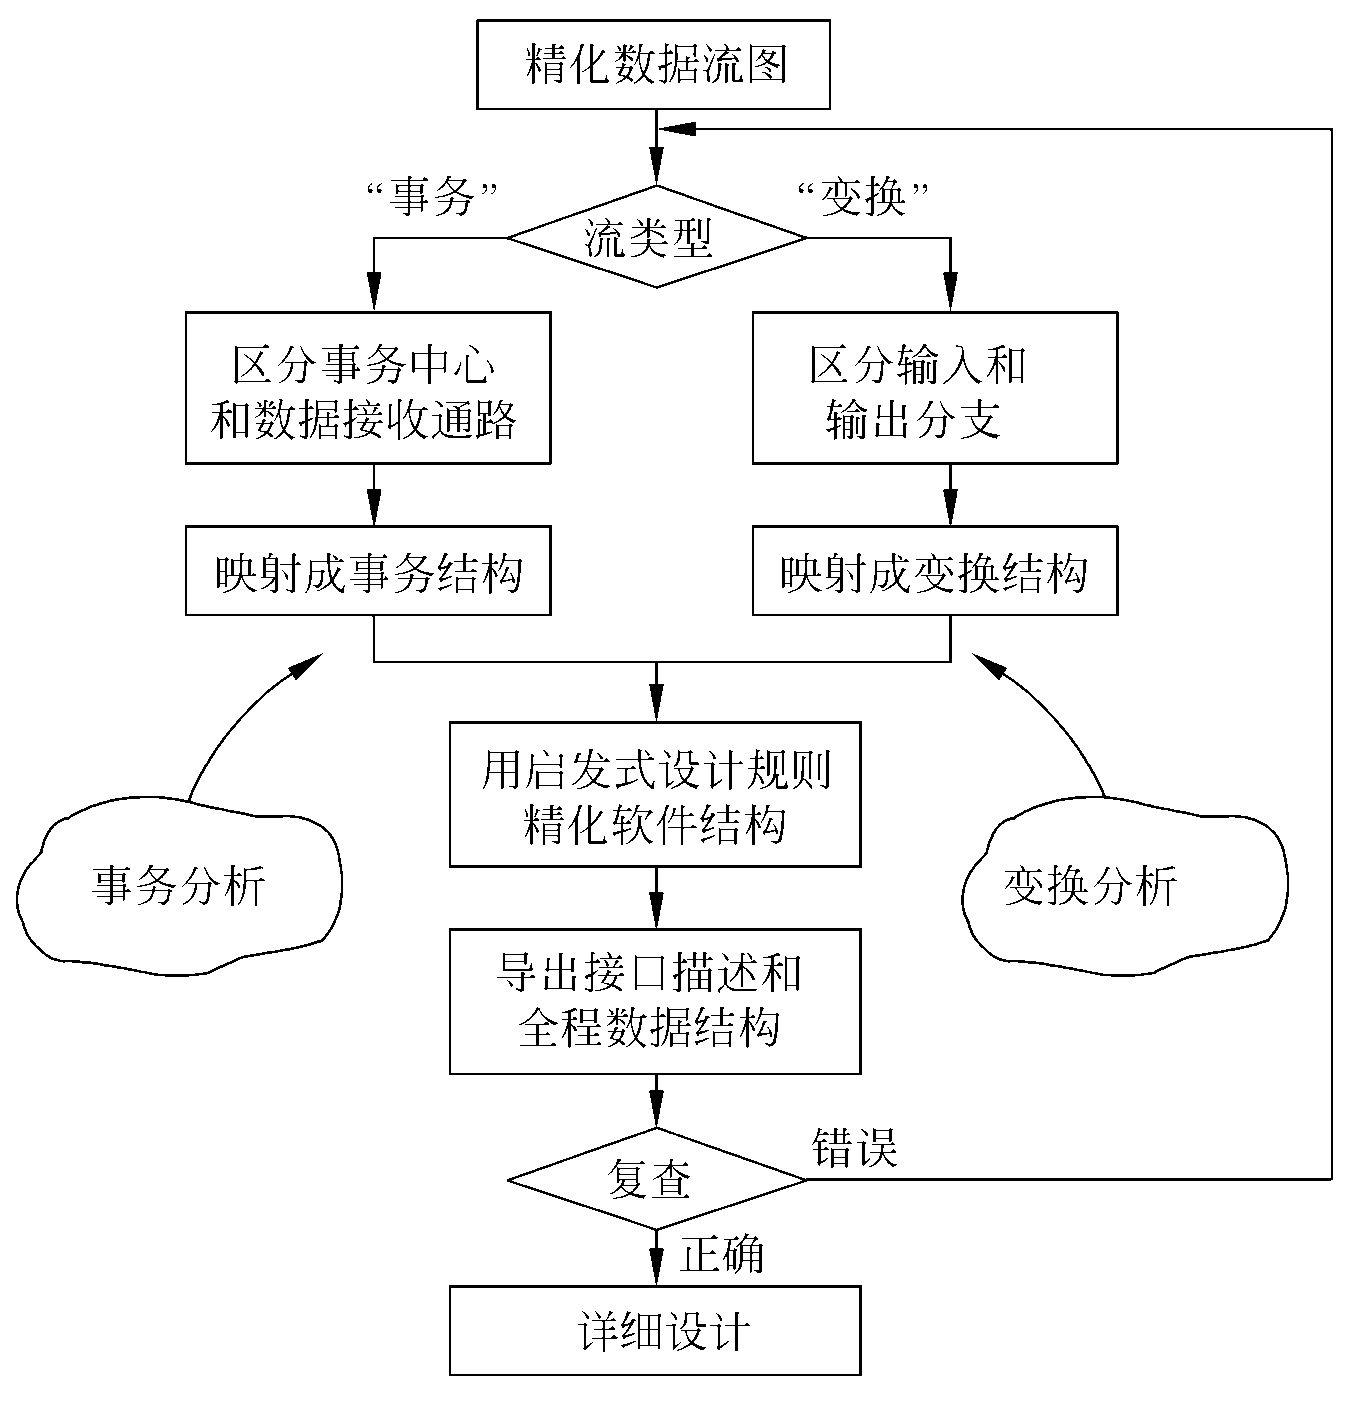 精化数据流图
“事务”
“变换”
流类型
区分事务中心
和数据接收通路
区分输入和
输出分支
映射成事务结构
映射成变换结构
用启发式设计规则
精化软件结构
事务分析
变换分析
导出接口描述和
全程数据结构
复查
错误
正确
详细设计